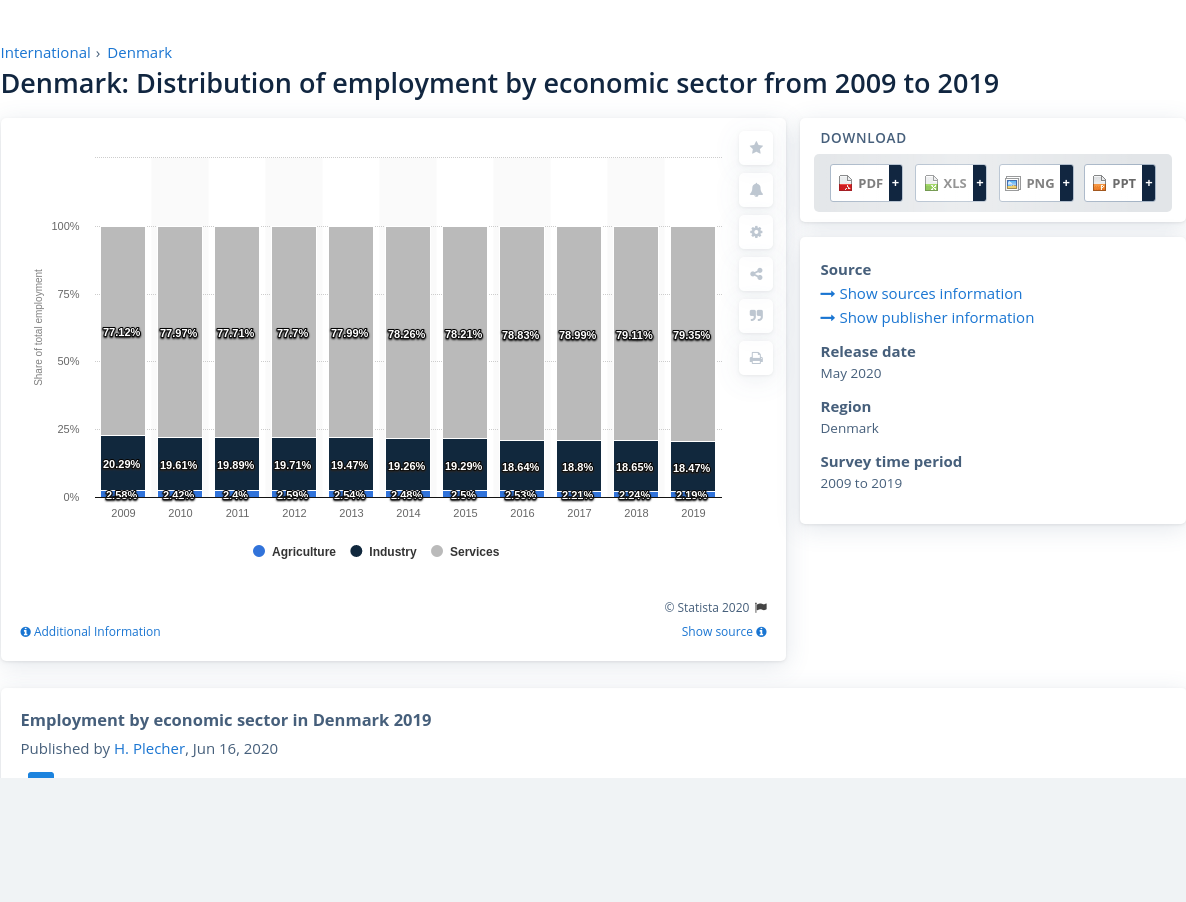 International › Denmark
Denmark: Distribution of employment by economic sector from 2009 to 2019
Share of total employment
100%
75%
50%
25%
0%
77.12% 77.97% 77.71% 77.7% 77.99% 78.26% 78.21% 78.83% 78.99% 79.11% 79.35%
20.29% 19.61% 19.89% 19.71% 19.47% 19.26% 19.29% 18.64% 18.8% 18.65% 18.47%
2.58% 2.42% 2.4% 2.59% 2.54% 2.48% 2.5% 2.53% 2.21% 2.24% 2.19%
2009 2010 2011 2012 2013 2014 2015 2016 2017 2018 2019
Agriculture Industry Services
© Statista 2020
Additional Information
Show source
DOWNLOAD
PDF + XLS + PNG + PPT +
Source
Show sources information
Show publisher information
Release date
May 2020
Region
Denmark
Survey time period
2009 to 2019
Employment by economic sector in Denmark 2019
Published by H. Plecher, Jun 16, 2020